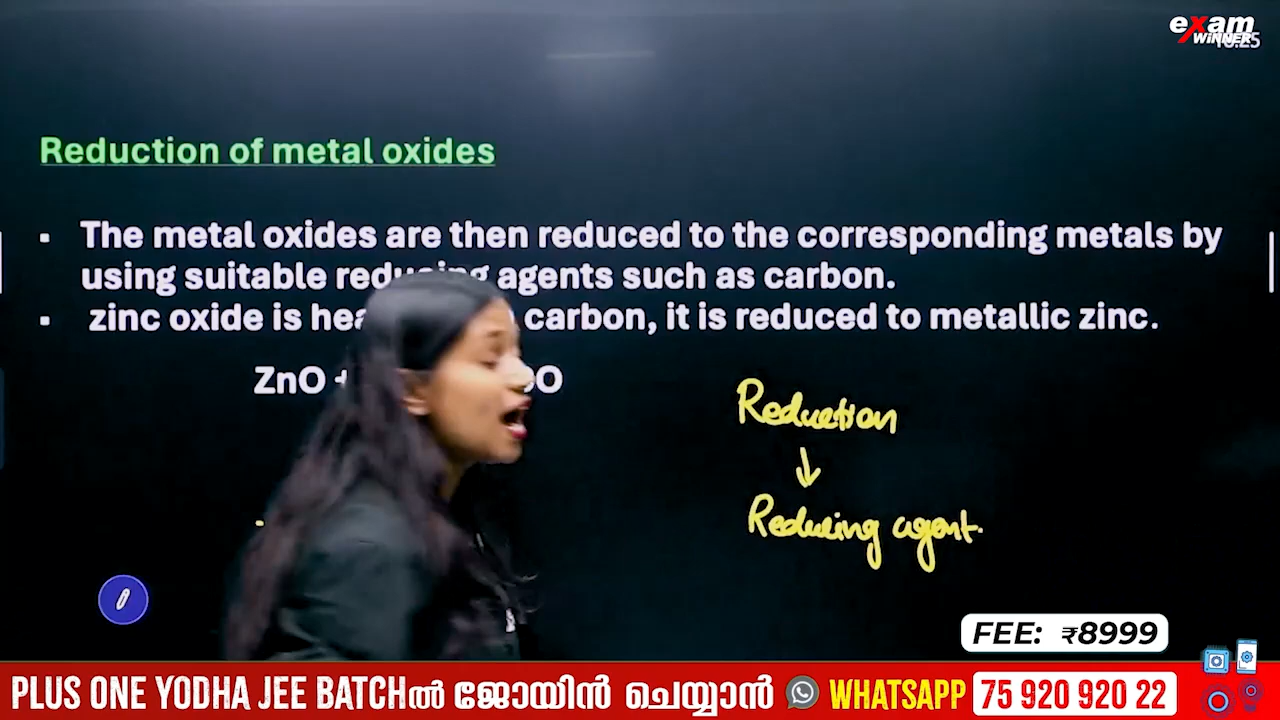 exam
WINNER
Reduction of metal oxides
▪ The metal oxides are then reduced to the corresponding metals by
using suitable reducing agents such as carbon.
▪ zinc oxide is hea carbon, it is reduced to metallic zinc.
ZnO + O
Reduction
↓
Reducing agent.
FEE: ₹8999
PLUS ONE YODHA JEE BATCHൽ ജോയിൻ ചെയ്യാൻ WHATSAPP 75 920 920 22